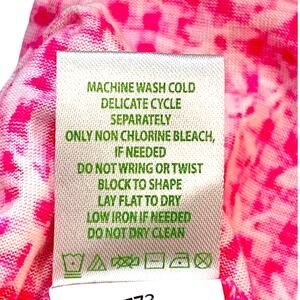 MACHINE WASH COLD
DELICATE CYCLE
SEPARATELY
ONLY NON CHLORINE BLEACH,
IF NEEDED
DO NOT WRING OR TWIST
BLOCK TO SHAPE
LAY FLAT TO DRY
LOW IRON IF NEEDED
DO NOT DRY CLEAN